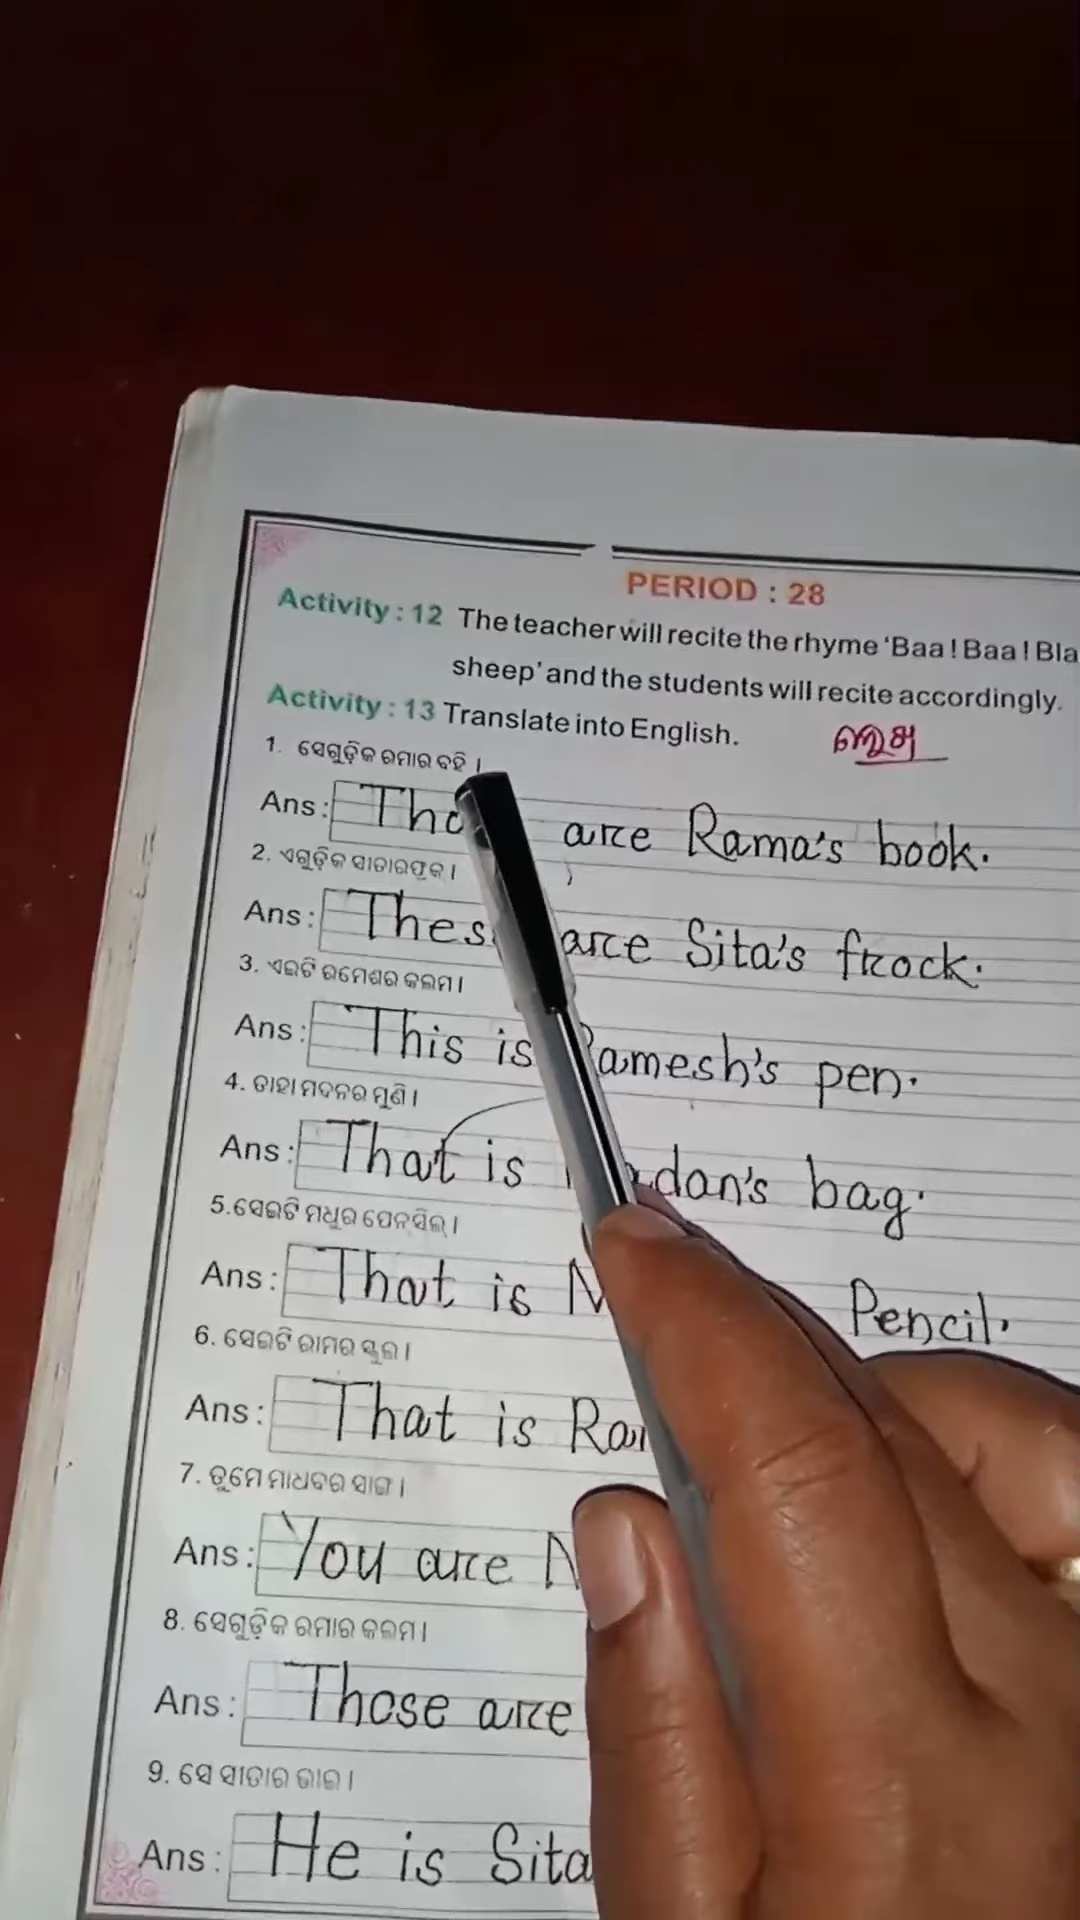 PERIOD : 28
Activity : 12 The teacher will recite the rhyme ‘Baa ! Baa ! Bla
sheep’ and the students will recite accordingly.
Activity : 13 Translate into English.
1. ସେଗୁଡ଼ିକ ରମାର ବହି ।
Ans : are Rama's book.
2. ଏଗୁଡ଼ିକ ସୀତାର ଫ୍ରକ ।
Ans : These are Sita's frock.
3. ଏଇଟି ରମେଶର କଲମ ।
Ans : This is Ramesh's pen.
4. ତାହା ମଦନର ମୁଣି ।
Ans : That is dan's bag.
5. ସେଇଟି ମଧୁର ପେନ୍‌ସିଲ୍ ।
Ans : That is Pencil.
6. ସେଇଟି ରାମର ସ୍କୁଲ ।
Ans : That is Ra
7. ତୁମେ ମାଧବର ସାଙ୍ଗ ।
Ans : You are
8. ସେଗୁଡ଼ିକ ରମାର କଲମ ।
Ans : Those are
9. ସେ ସୀତାର ଭାଇ ।
Ans : He is Sita